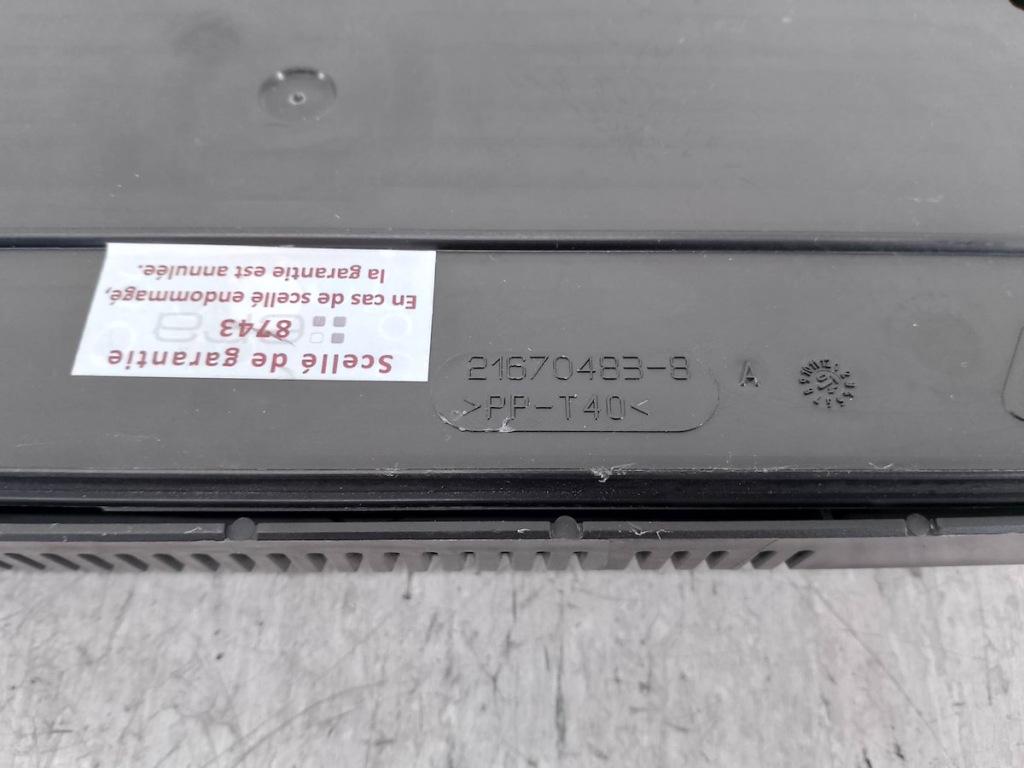 Scellé de garantie
8743
En cas de scellé endommagé,
la garantie est annulée.
21670483-8
>PP-T40<
A